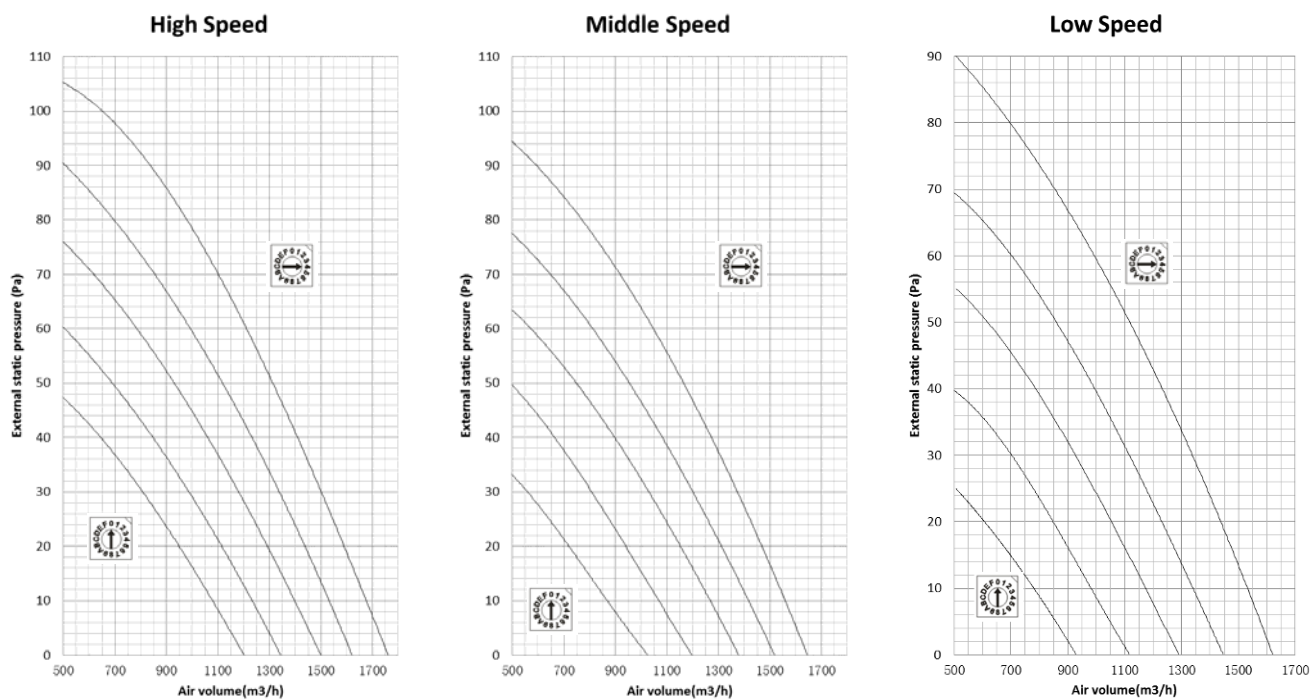 High Speed
110
100
90
80
70
60
50
40
30
20
10
0
External static pressure (Pa)
500 700 900 1100 1300 1500 1700
Air volume(m3/h)
Middle Speed
110
100
90
80
70
60
50
40
30
20
10
0
External static pressure (Pa)
500 700 900 1100 1300 1500 1700
Air volume(m3/h)
Low Speed
90
80
70
60
50
40
30
20
10
0
External static pressure (Pa)
500 700 900 1100 1300 1500 1700
Air volume(m3/h)